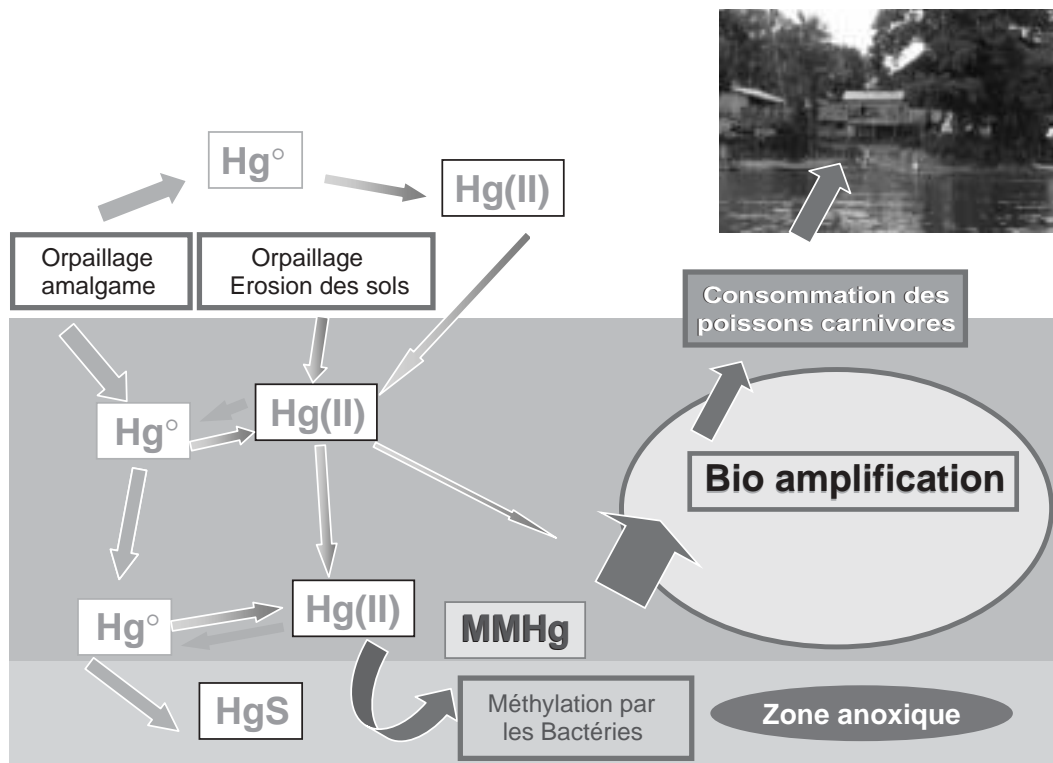 Hg°
Hg(II)
Orpaillage
amalgame
Orpaillage
Erosion des sols
Consommation des
poissons carnivores
Hg°
Hg(II)
Bio amplification
Hg°
Hg(II)
MMHg
HgS
Méthylation par
les Bactéries
Zone anoxique